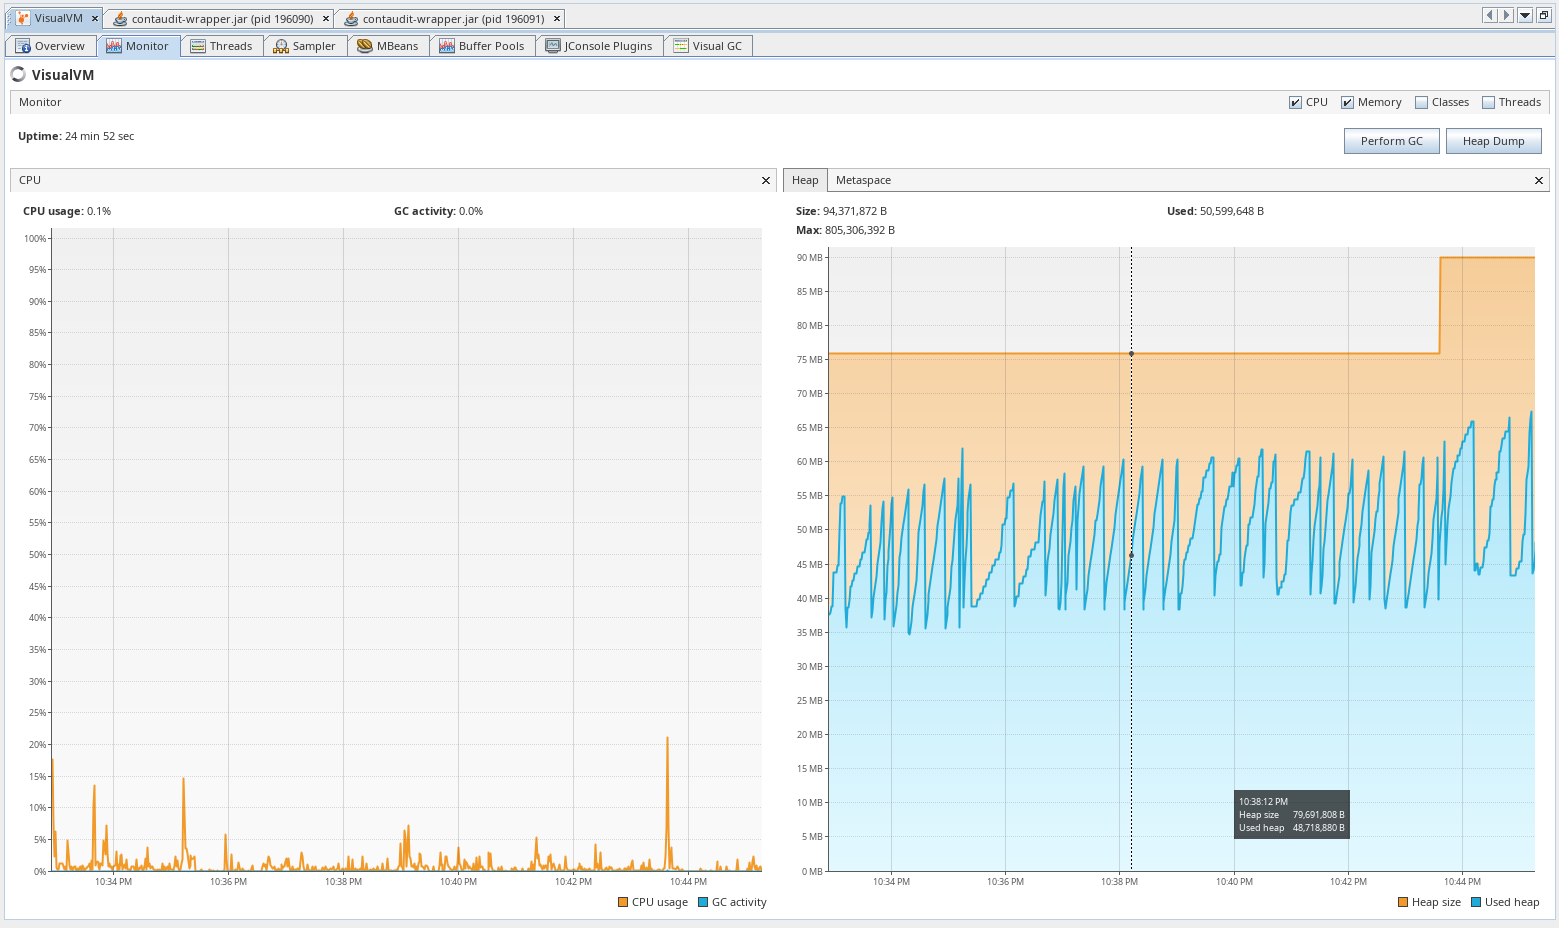 VisualVM
contaudit-wrapper.jar (pid 196090)
contaudit-wrapper.jar (pid 196091)
Overview
Monitor
Threads
Sampler
MBeans
Buffer Pools
JConsole Plugins
Visual GC
VisualVM
Monitor
CPU
Memory
Classes
Threads
Uptime: 24 min 52 sec
Perform GC
Heap Dump
CPU
CPU usage: 0.1%
GC activity: 0.0%
100%
95%
90%
85%
80%
75%
70%
65%
60%
55%
50%
45%
40%
35%
30%
25%
20%
15%
10%
5%
0%
10:34 PM
10:36 PM
10:38 PM
10:40 PM
10:42 PM
10:44 PM
CPU usage
GC activity
Heap
Metaspace
Size: 94,371,872 B
Used: 50,599,648 B
Max: 805,306,392 B
90 MB
85 MB
80 MB
75 MB
70 MB
65 MB
60 MB
55 MB
50 MB
45 MB
40 MB
35 MB
30 MB
25 MB
20 MB
15 MB
10 MB
5 MB
0 MB
10:38:12 PM
Heap size 79,691,808 B
Used heap 48,718,880 B
10:34 PM
10:36 PM
10:38 PM
10:40 PM
10:42 PM
10:44 PM
Heap size
Used heap